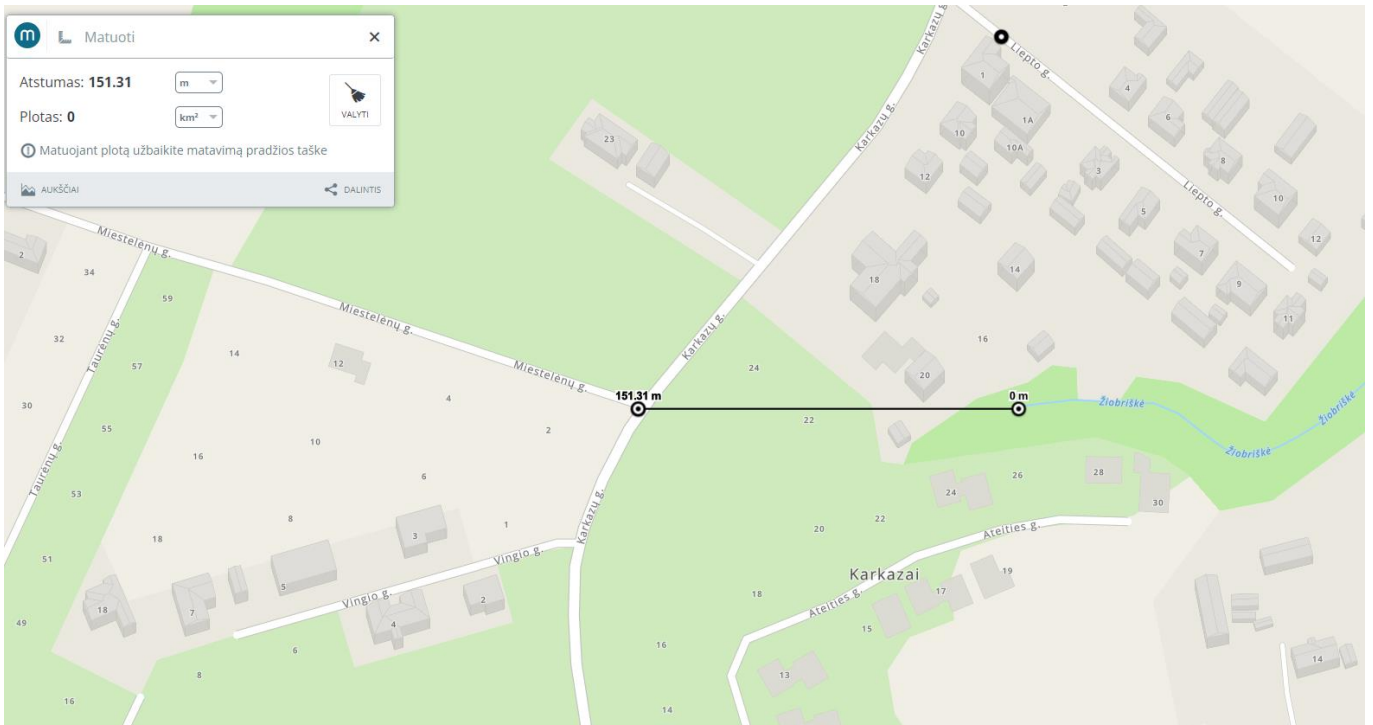 m Matuoti
Atstumas: 151.31 m
Plotas: 0 km²
VALYTI
Matuojant plotą užbaikite matavimą pradžios taške
AUKŠČIAI
DALINTIS
Karkazų g.
Liepto g.
1
4
1A
6
23
10
10A
8
Karkazų g.
12
3
Liepto g.
10
5
Miestelėnų g.
12
2
7
34
14
18
9
59
Miestelėnų g.
11
Taurėnų g.
Karkazų g.
32
16
14
12
57
Miestelėnų g.
24
20
151.31 m
0 m
4
30
Žiobriškė
Žiobriškė
22
55
2
10
Žiobriškė
16
Taurėnų g.
6
26
28
53
24
30
Karkazų g.
8
1
22
20
Ateities g.
18
3
51
Vingio g.
Karkazai
19
5
17
18
Vingio g.
2
18
Ateities g.
7
4
15
49
16
6
14
8
13
16
14